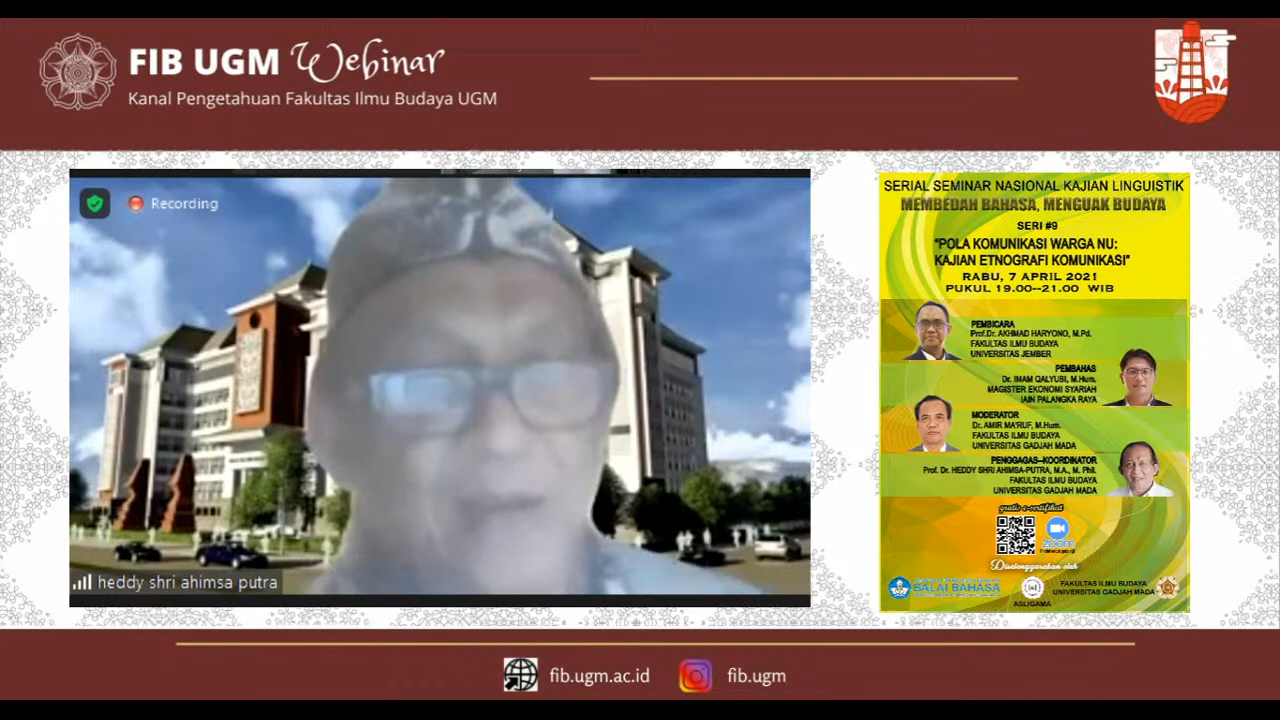 FIB UGM Webinar
Kanal Pengetahuan Fakultas Ilmu Budaya UGM
Recording
heddy shri ahimsa putra
SERIAL SEMINAR NASIONAL KAJIAN LINGUISTIK
MEMBEDAH BAHASA, MENGUAK BUDAYA
SERI #9
"POLA KOMUNIKASI WARGA NU:
KAJIAN ETNOGRAFI KOMUNIKASI"
RABU, 7 APRIL 2021
PUKUL 19.00--21.00 WIB
PEMBICARA
Prof.Dr. AKHMAD HARYONO, M.Pd.
FAKULTAS ILMU BUDAYA
UNIVERSITAS JEMBER
PEMBAHAS
Dr. IMAM QALYUBI, M.Hum.
MAGISTER EKONOMI SYARIAH
IAIN PALANGKA RAYA
MODERATOR
Dr. AMIR MA'RUF, M.Hum.
FAKULTAS ILMU BUDAYA
UNIVERSITAS GADJAH MADA
PENGGAGAS--KOORDINATOR
Prof. Dr. HEDDY SHRI AHIMSA-PUTRA, M.A., M. Phil.
FAKULTAS ILMU BUDAYA
UNIVERSITAS GADJAH MADA
gratis e-sertifikat
ZOOM
Diselenggarakan oleh
BALAI BAHASA
ASLIGAMA
FAKULTAS ILMU BUDAYA
UNIVERSITAS GADJAH MADA
fib.ugm.ac.id
fib.ugm